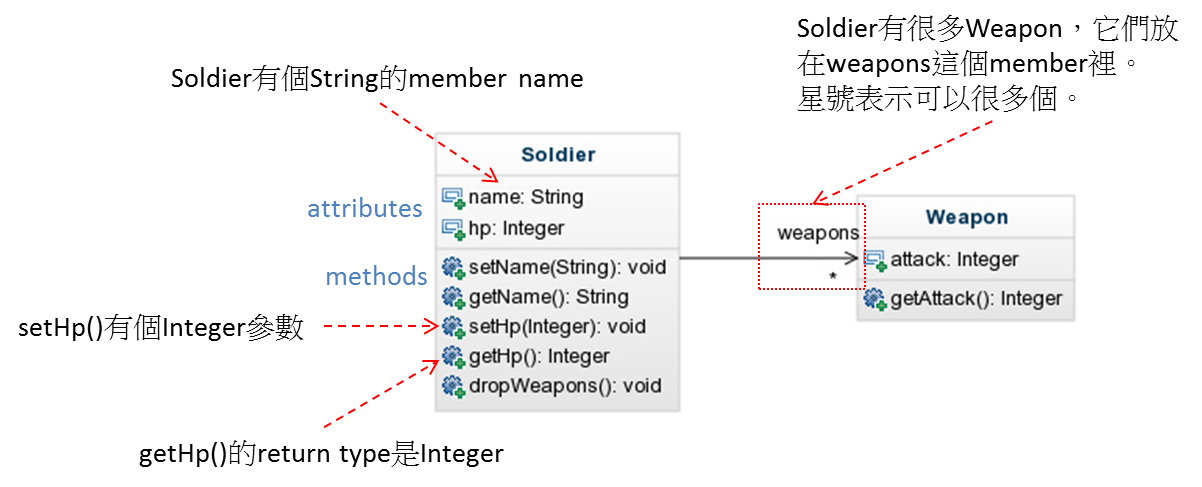 Soldier有很多Weapon，它們放
在weapons這個member裡。
星號表示可以很多個。
Soldier有個String的member name
Soldier
attributes
name: String
hp: Integer
methods
setName(String): void
getName(): String
setHp(Integer): void
getHp(): Integer
dropWeapons(): void
setHp()有個Integer參數
getHp()的return type是Integer
weapons
*
Weapon
attack: Integer
getAttack(): Integer